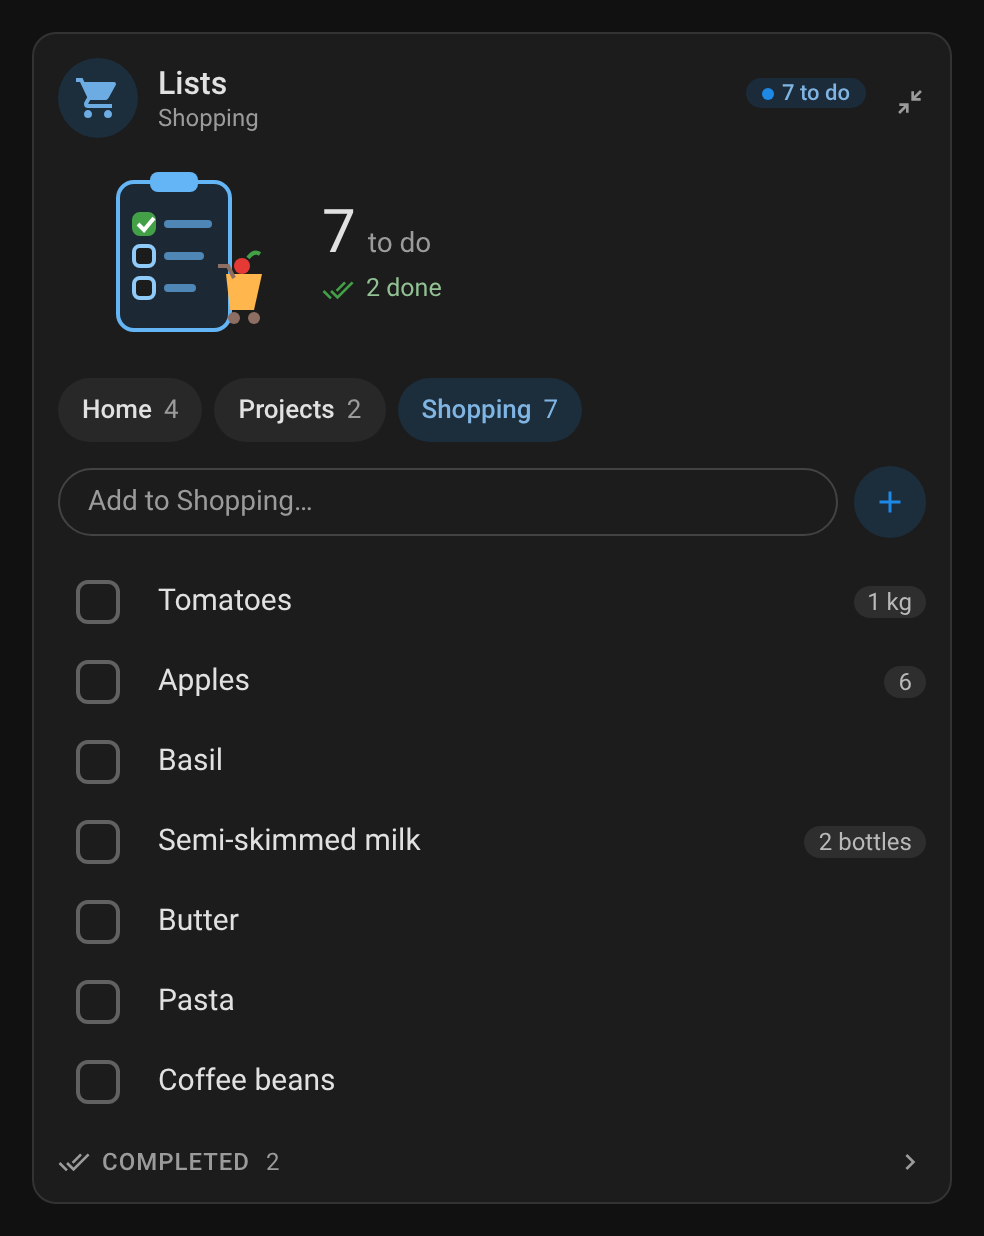 Lists
Shopping
7 to do
7 to do
2 done
Home 4
Projects 2
Shopping 7
Add to Shopping...
Tomatoes 1 kg
Apples 6
Basil
Semi-skimmed milk 2 bottles
Butter
Pasta
Coffee beans
COMPLETED 2